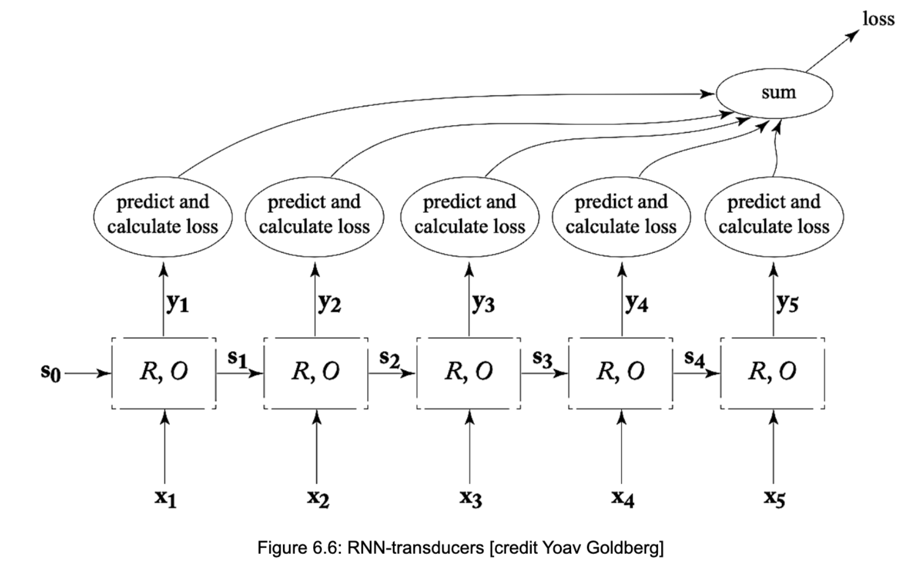 loss
sum
predict and
calculate loss
predict and
calculate loss
predict and
calculate loss
predict and
calculate loss
predict and
calculate loss
y1
y2
y3
y4
y5
s0
R, O
s1
R, O
s2
R, O
s3
R, O
s4
R, O
x1
x2
x3
x4
x5
Figure 6.6: RNN-transducers [credit Yoav Goldberg]